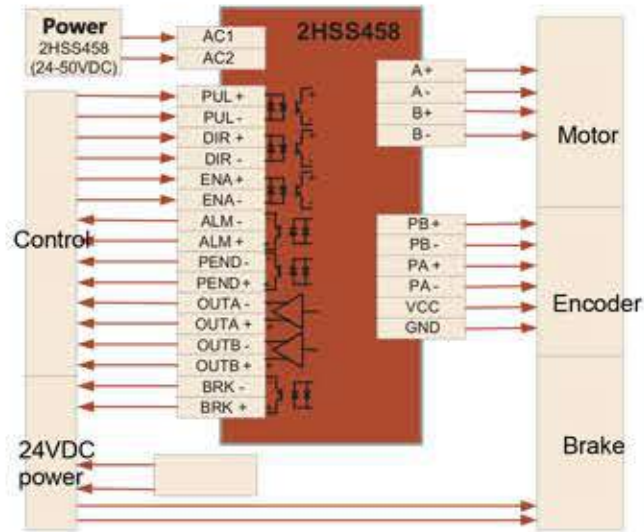 Power
2HSS458
(24-50VDC)
AC1
AC2
2HSS458
A+
A-
B+
B-
Motor
Control
PUL +
PUL -
DIR +
DIR -
ENA+
ENA-
ALM -
ALM +
PEND-
PEND+
OUTA -
OUTA +
OUTB -
OUTB +
BRK -
BRK +
PB+
PB-
PA+
PA-
VCC
GND
Encoder
24VDC
power
Brake